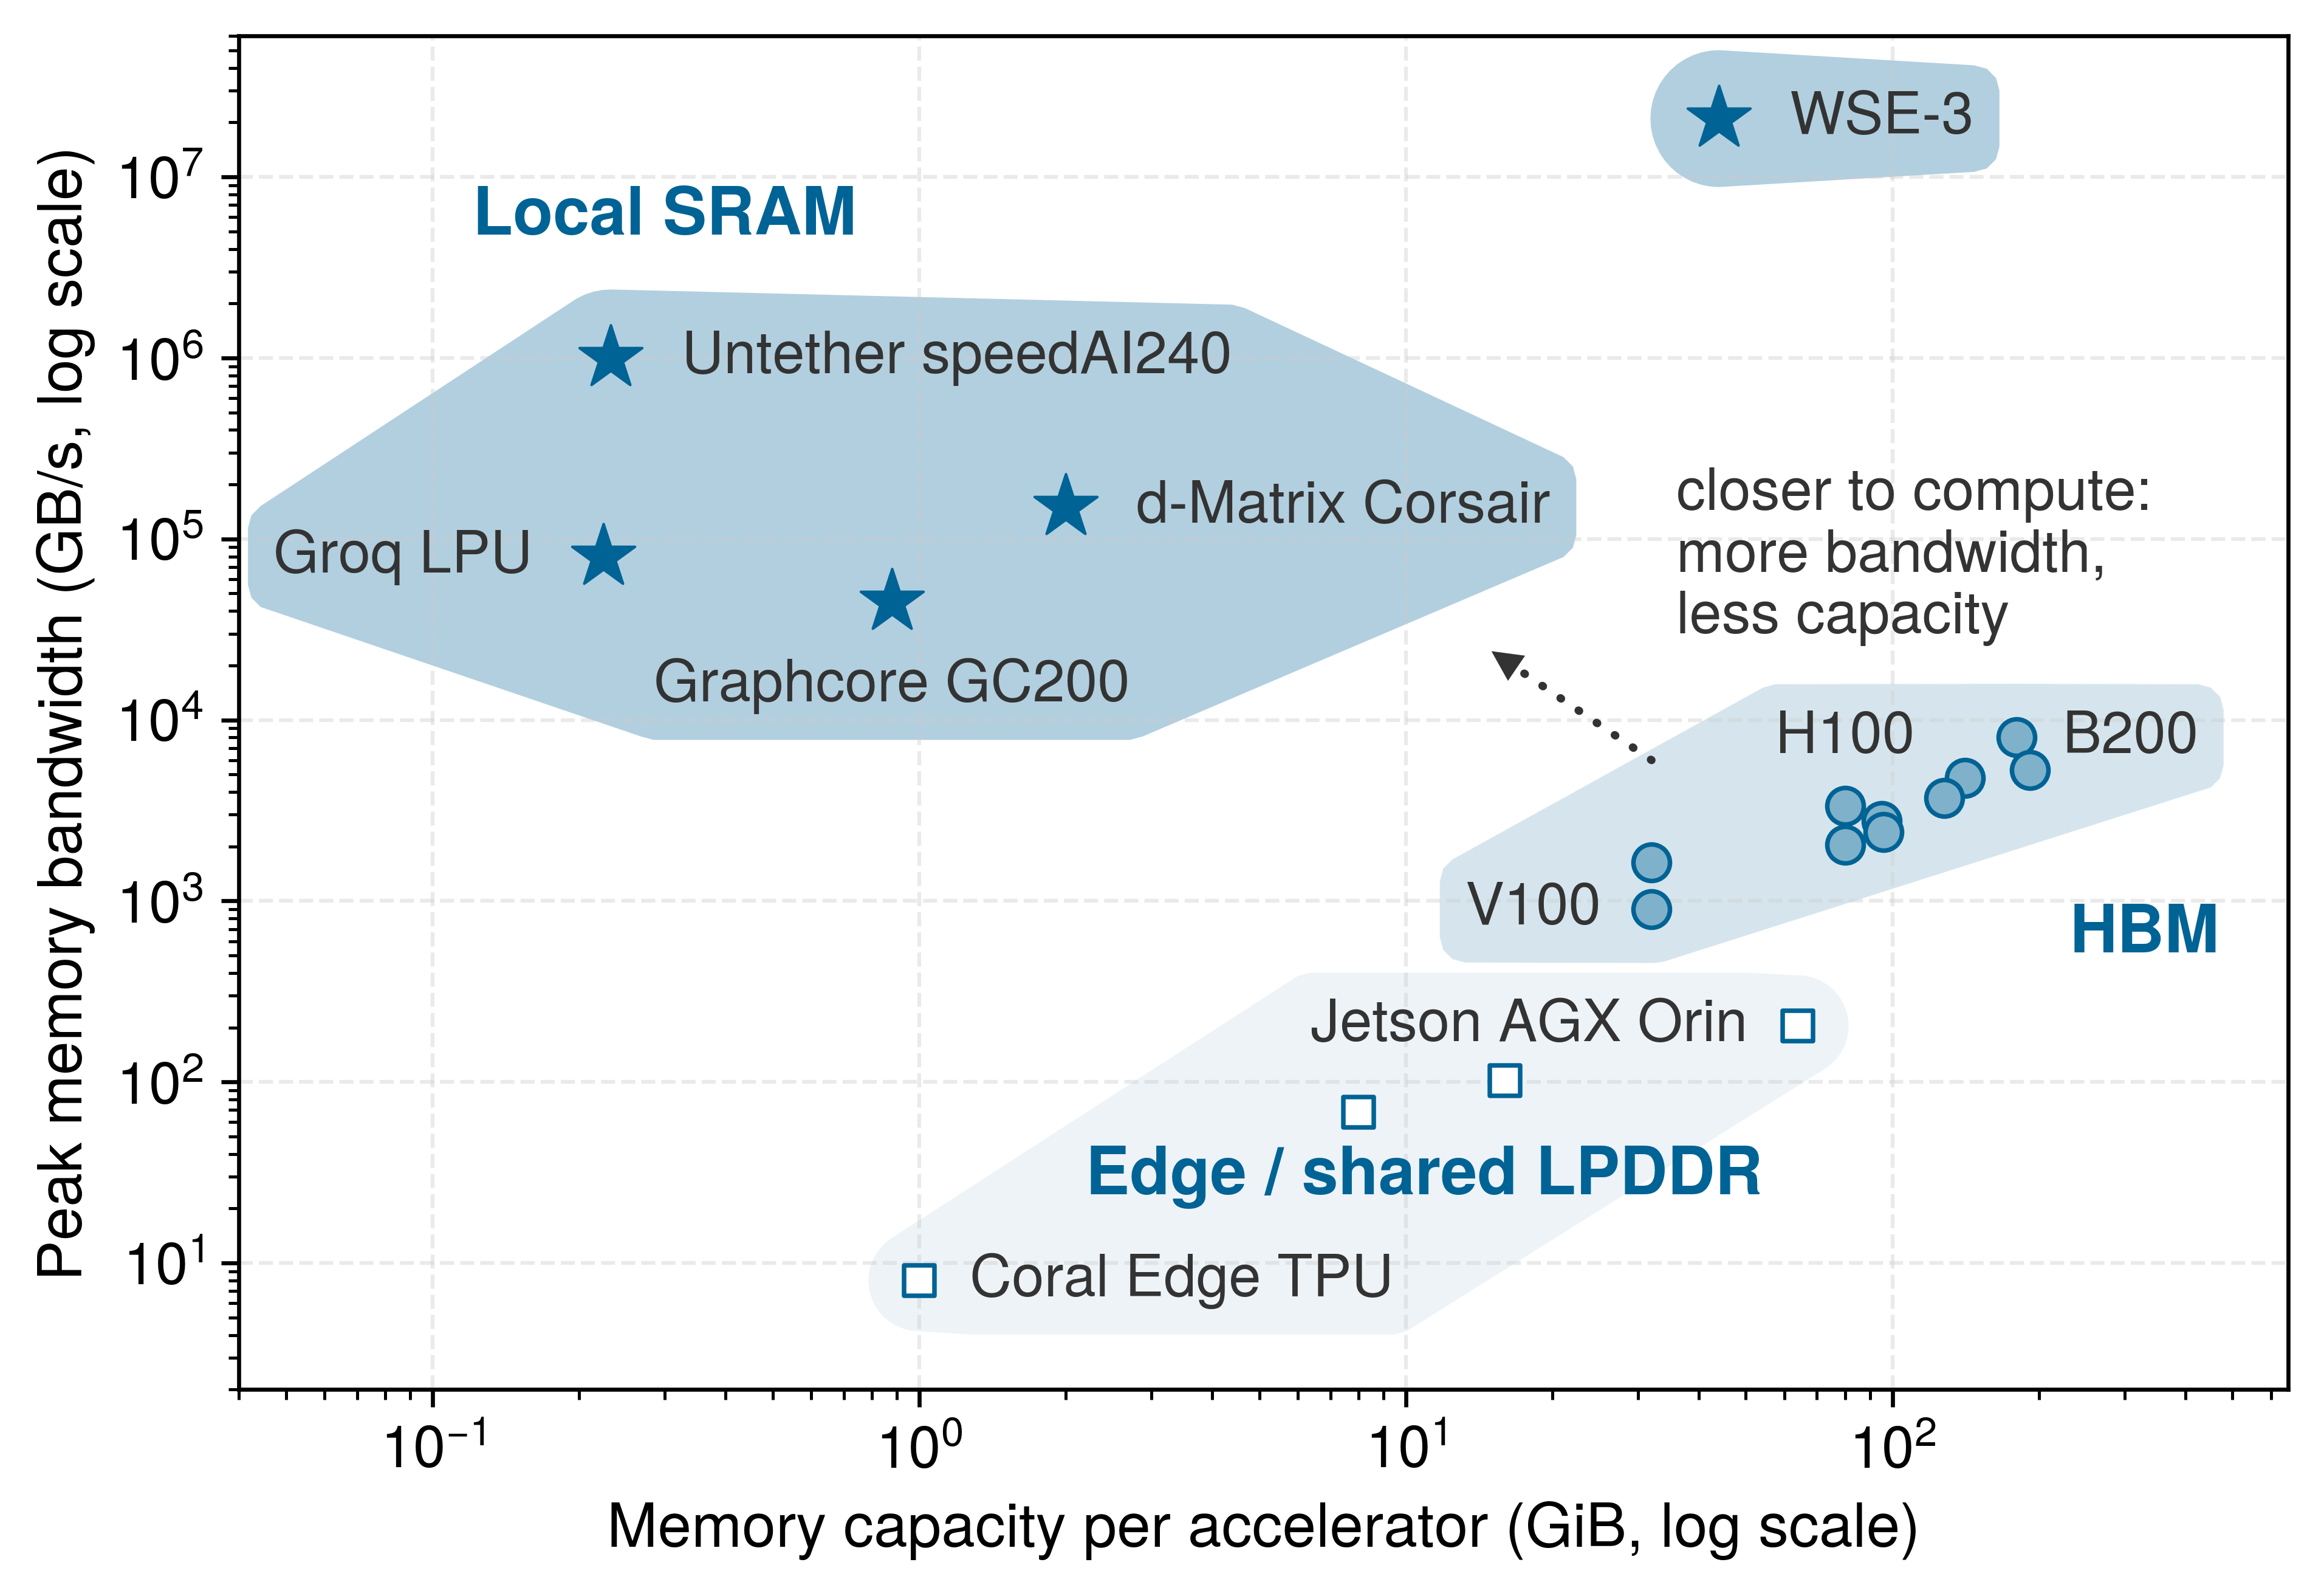 Peak memory bandwidth (GB/s, log scale)
10⁷
10⁶
10⁵
10⁴
10³
10²
10¹
WSE-3
Local SRAM
Untether speedAI240
d-Matrix Corsair
Groq LPU
Graphcore GC200
closer to compute:
more bandwidth,
less capacity
H100
B200
V100
HBM
Jetson AGX Orin
Edge / shared LPDDR
Coral Edge TPU
10⁻¹
10⁰
10¹
10²
Memory capacity per accelerator (GiB, log scale)